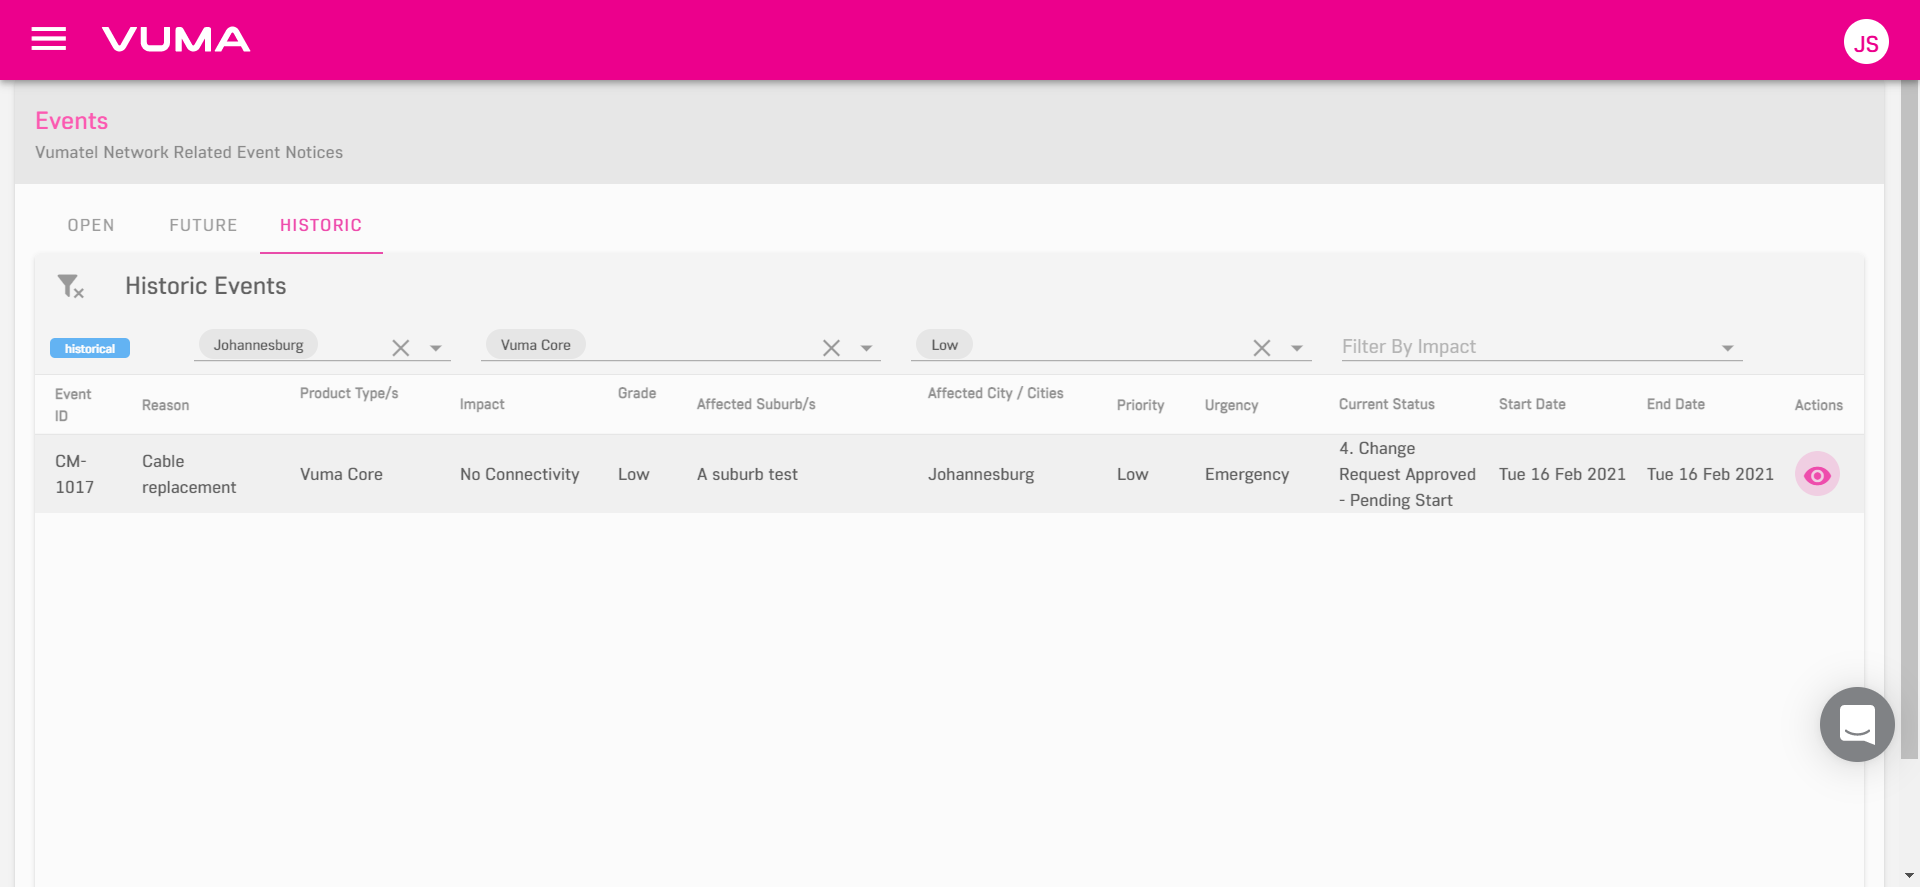 VUMA
JS
Events
Vumatel Network Related Event Notices
OPEN
FUTURE
HISTORIC
Historic Events
historical
Johannesburg
Vuma Core
Low
Filter By Impact
Event
ID
Reason
Product Type/s
Impact
Grade
Affected Suburb/s
Affected City / Cities
Priority
Urgency
Current Status
Start Date
End Date
Actions
CM-
1017
Cable
replacement
Vuma Core
No Connectivity
Low
A suburb test
Johannesburg
Low
Emergency
4. Change
Request Approved
- Pending Start
Tue 16 Feb 2021
Tue 16 Feb 2021